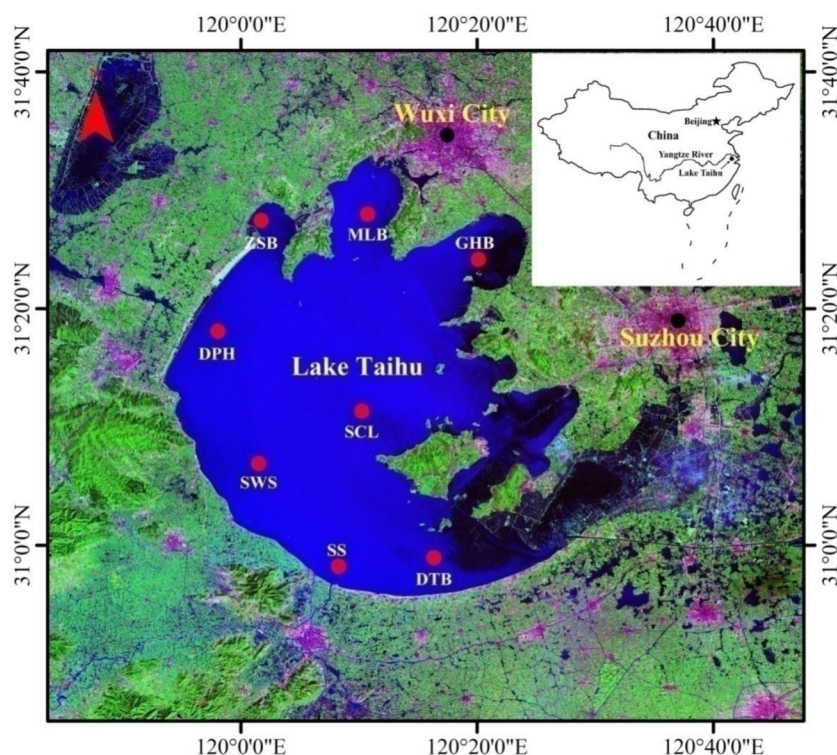 120°0'0"E 120°20'0"E 120°40'0"E
31°40'0"N 31°40'0"N
Wuxi City
Beijing
China
Yangtze River
Lake Taihu
ZSB MLB GHB
31°20'0"N 31°20'0"N
Suzhou City
DPH
Lake Taihu
SCL
SWS
31°0'0"N 31°0'0"N
SS
DTB
120°0'0"E 120°20'0"E 120°40'0"E